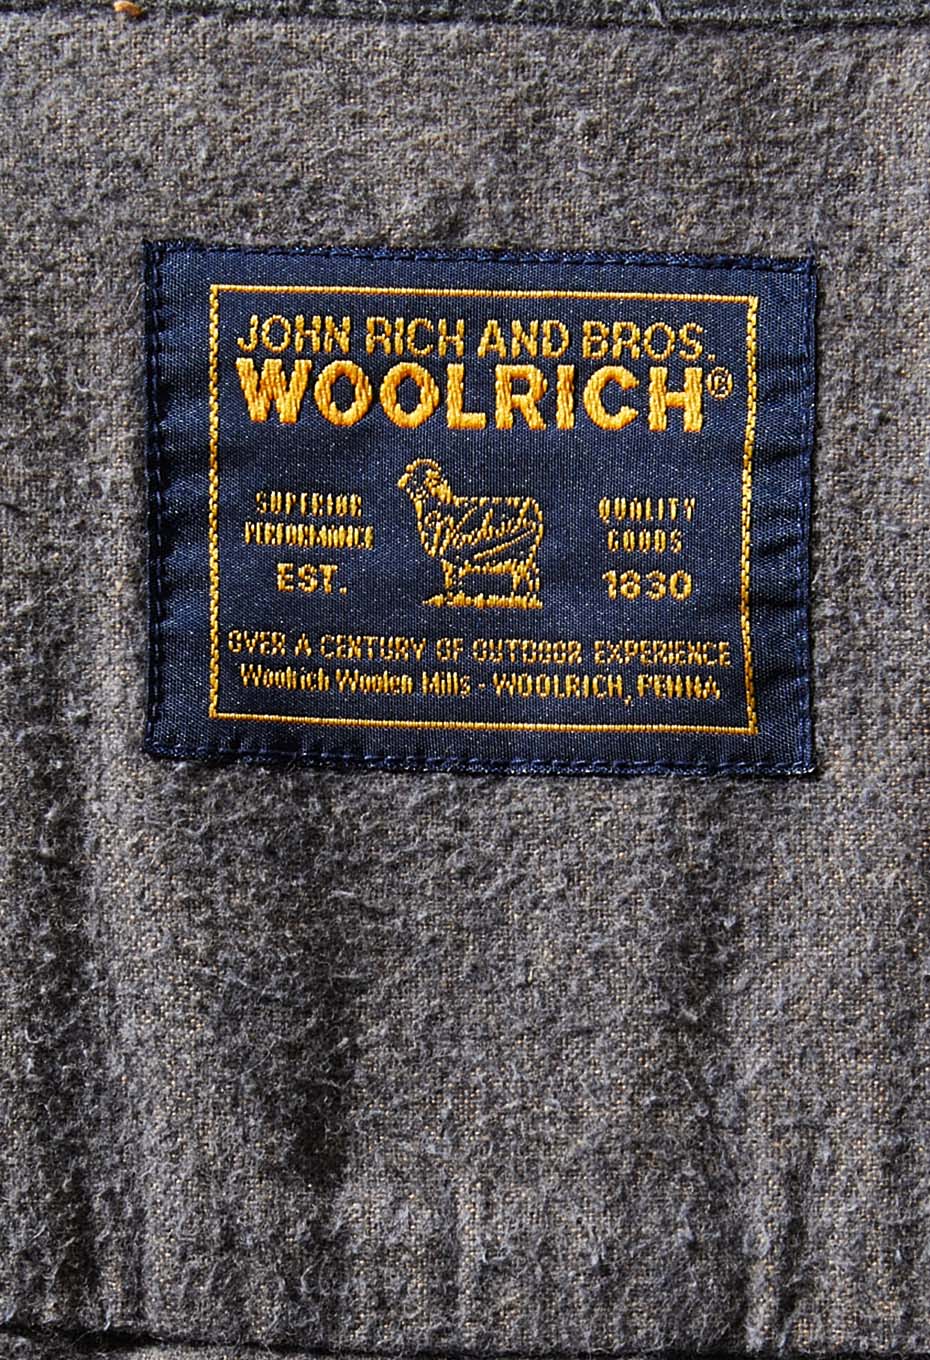 JOHN RICH AND BROS.
WOOLRICH®
SUPERIOR
PERFORMANCE
EST.
Woolrich
QUALITY
GOODS
1830
OVER A CENTURY OF OUTDOOR EXPERIENCE
Woolrich Woolen Mills - WOOLRICH, PENNA